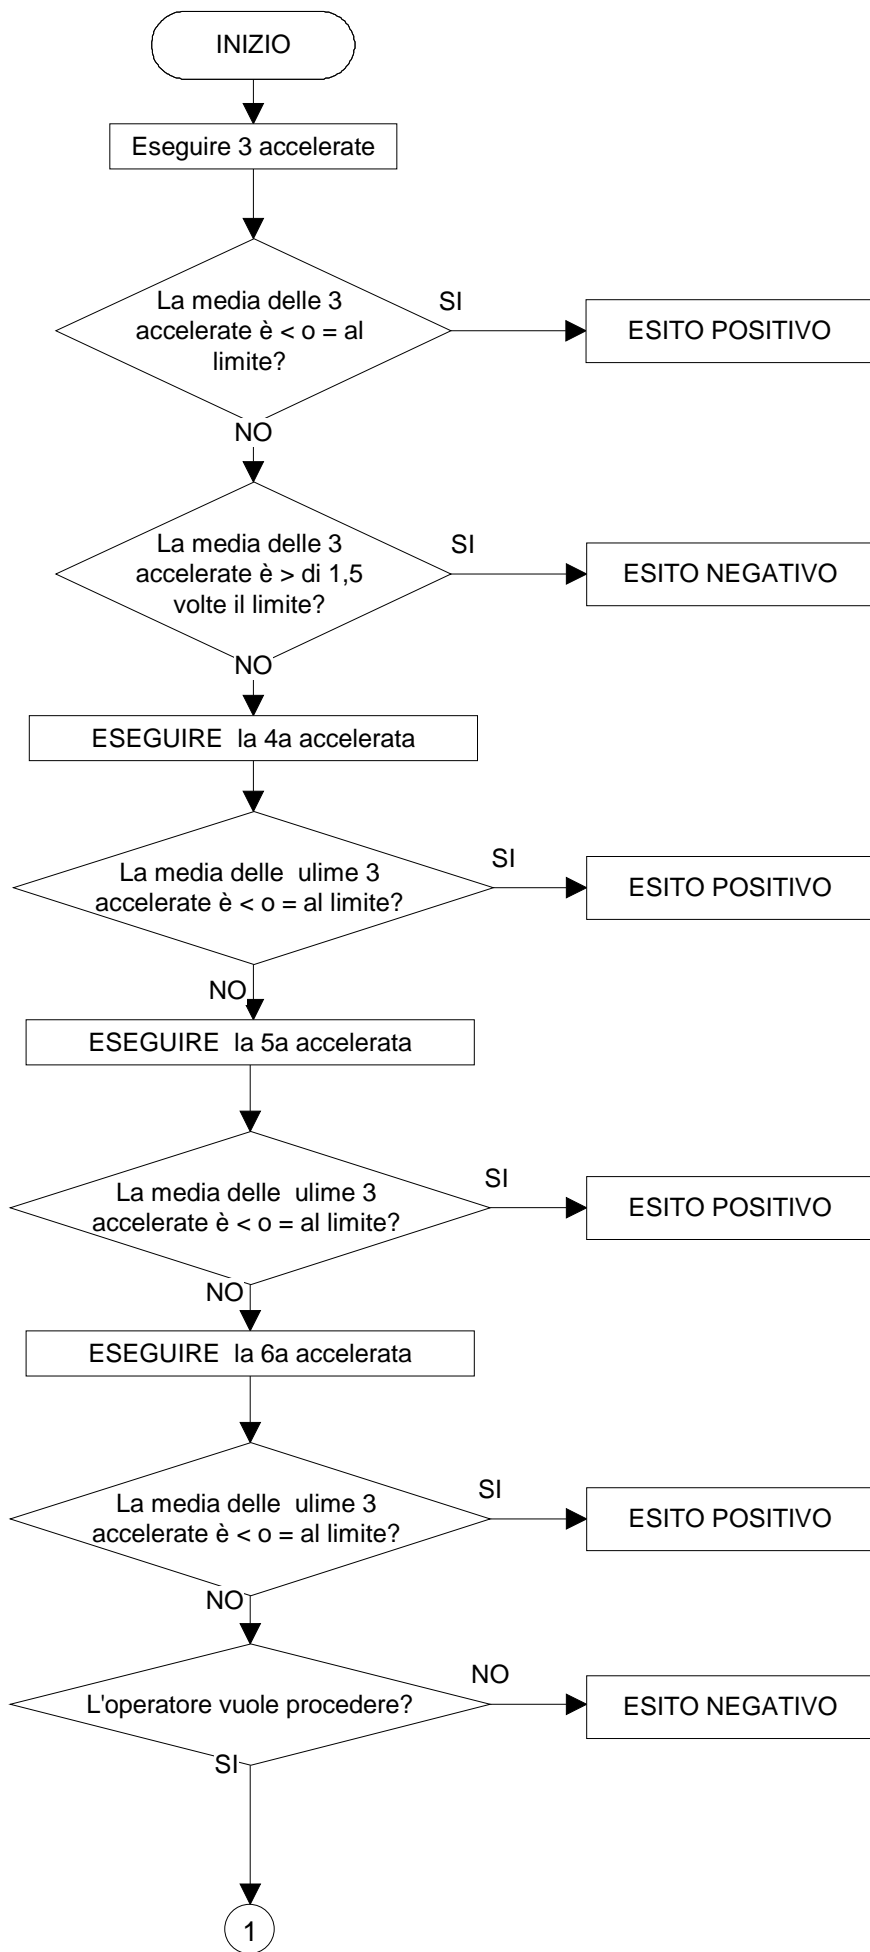 INIZIO
Eseguire 3 accelerate
La media delle 3
accelerate è < o = al
limite?
SI
ESITO POSITIVO
NO
La media delle 3
accelerate è > di 1,5
volte il limite?
SI
ESITO NEGATIVO
NO
ESEGUIRE  la 4a accelerata
La media delle  ulime 3
accelerate è < o = al limite?
SI
ESITO POSITIVO
NO
ESEGUIRE  la 5a accelerata
La media delle  ulime 3
accelerate è < o = al limite?
SI
ESITO POSITIVO
NO
ESEGUIRE  la 6a accelerata
La media delle  ulime 3
accelerate è < o = al limite?
SI
ESITO POSITIVO
NO
L'operatore vuole procedere?
NO
ESITO NEGATIVO
SI
1